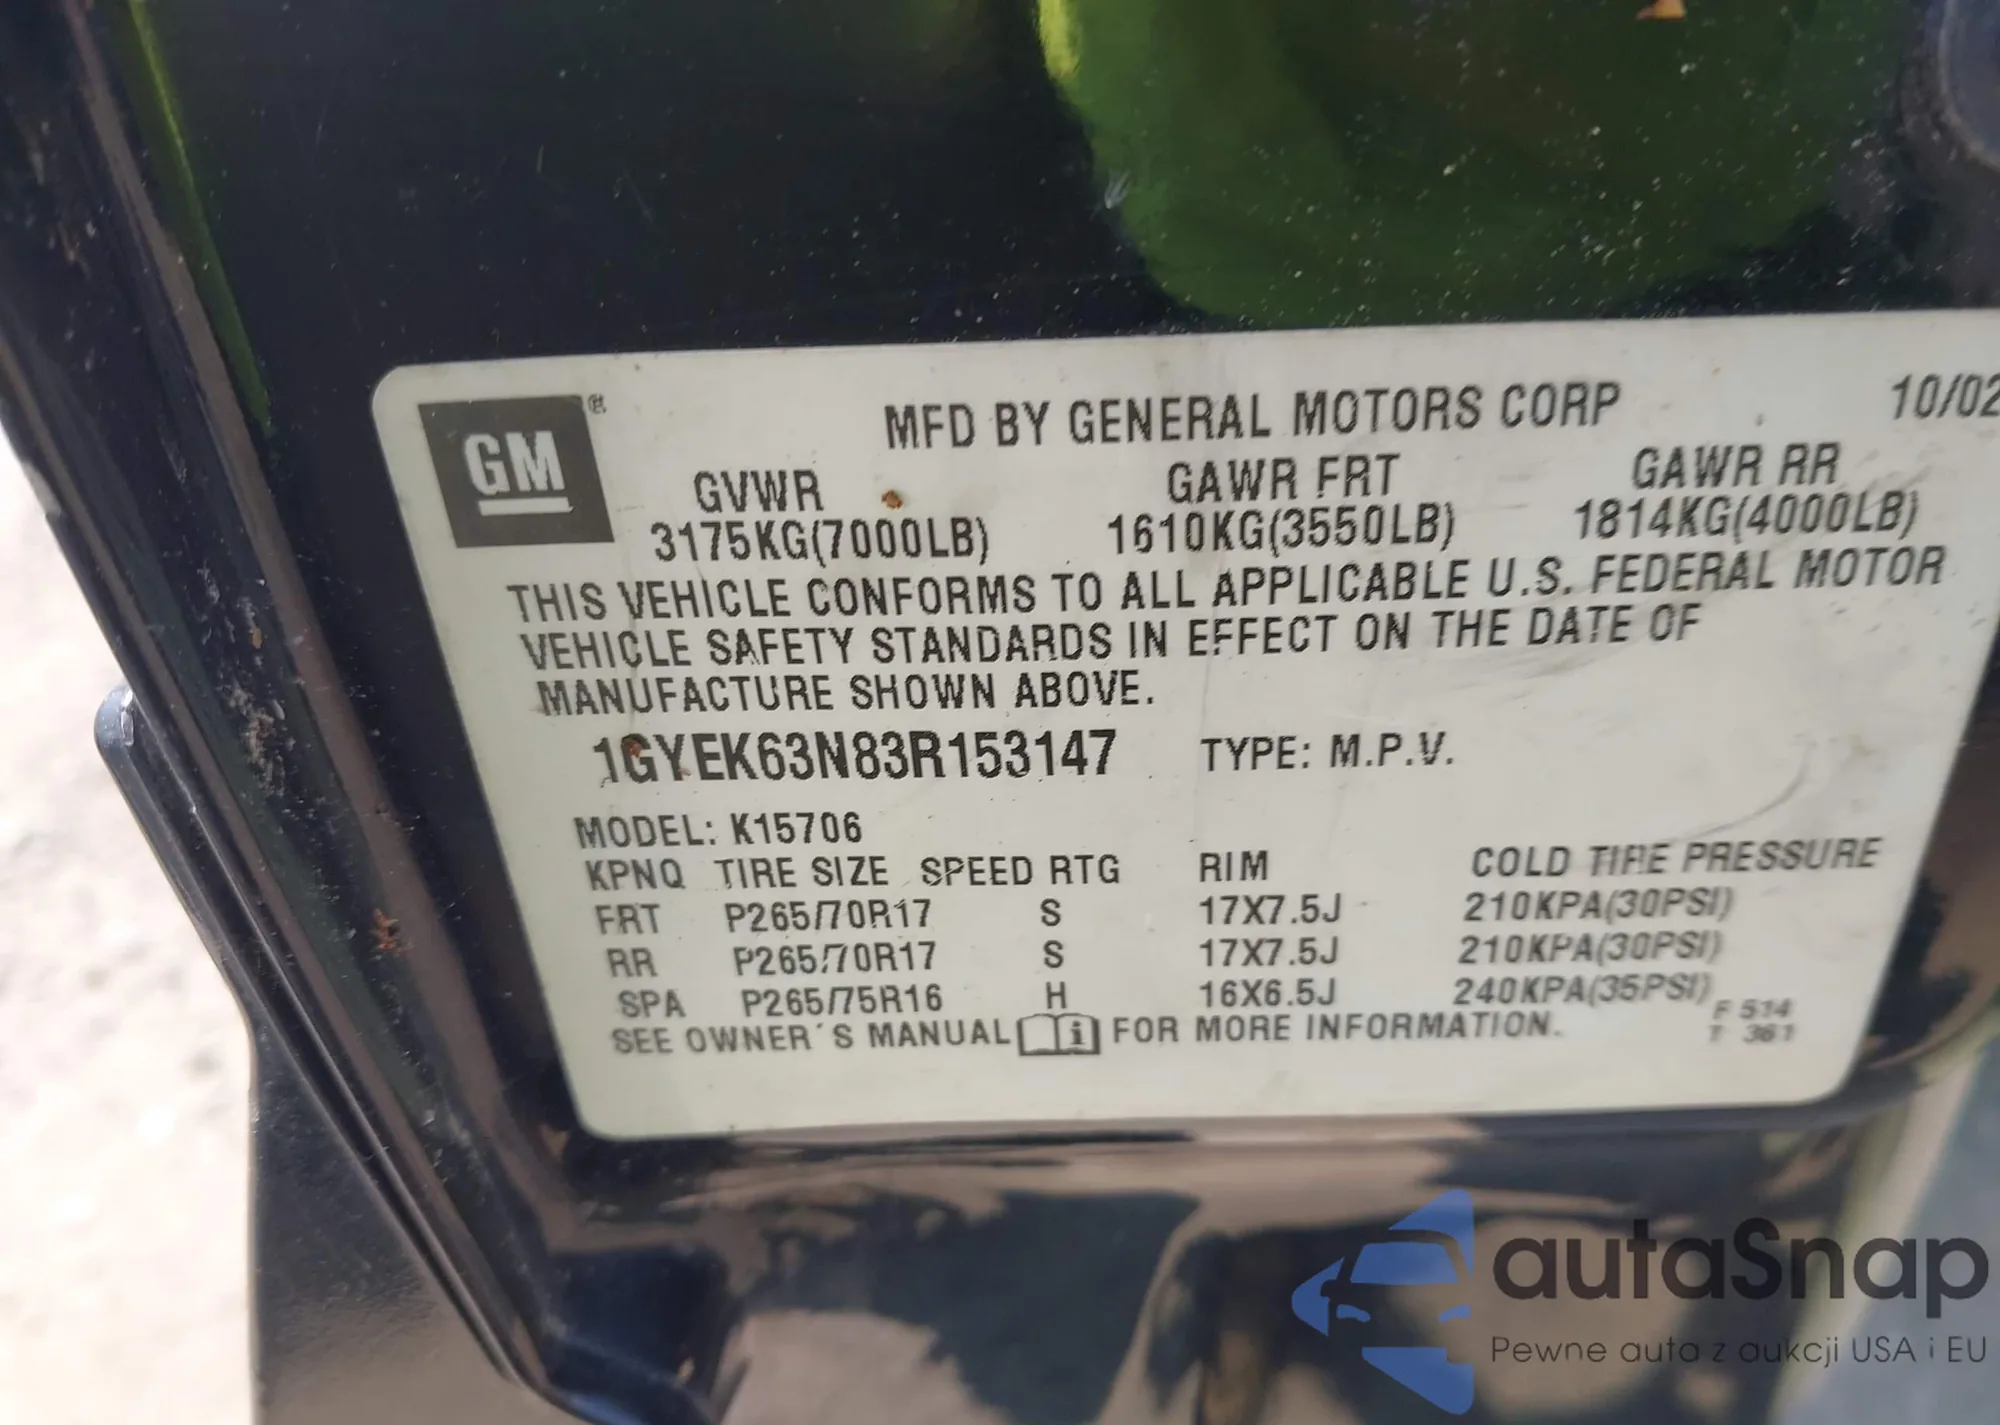 GM ®
MFD BY GENERAL MOTORS CORP 10/02
GVWR GAWR FRT GAWR RR
3175KG(7000LB) 1610KG(3550LB) 1814KG(4000LB)
THIS VEHICLE CONFORMS TO ALL APPLICABLE U.S. FEDERAL MOTOR
VEHICLE SAFETY STANDARDS IN EFFECT ON THE DATE OF
MANUFACTURE SHOWN ABOVE.
1GYEK63N83R153147 TYPE: M.P.V.
MODEL: K15706
KPNQ TIRE SIZE SPEED RTG RIM COLD TIRE PRESSURE
FRT P265/70R17 S 17X7.5J 210KPA(30PSI)
RR P265/70R17 S 17X7.5J 210KPA(30PSI)
SPA P265/75R16 H 16X6.5J 240KPA(35PSI)
F 514
SEE OWNER´S MANUAL i FOR MORE INFORMATION.
T 361
autaSnap
Pewne auta z aukcji USA i EU